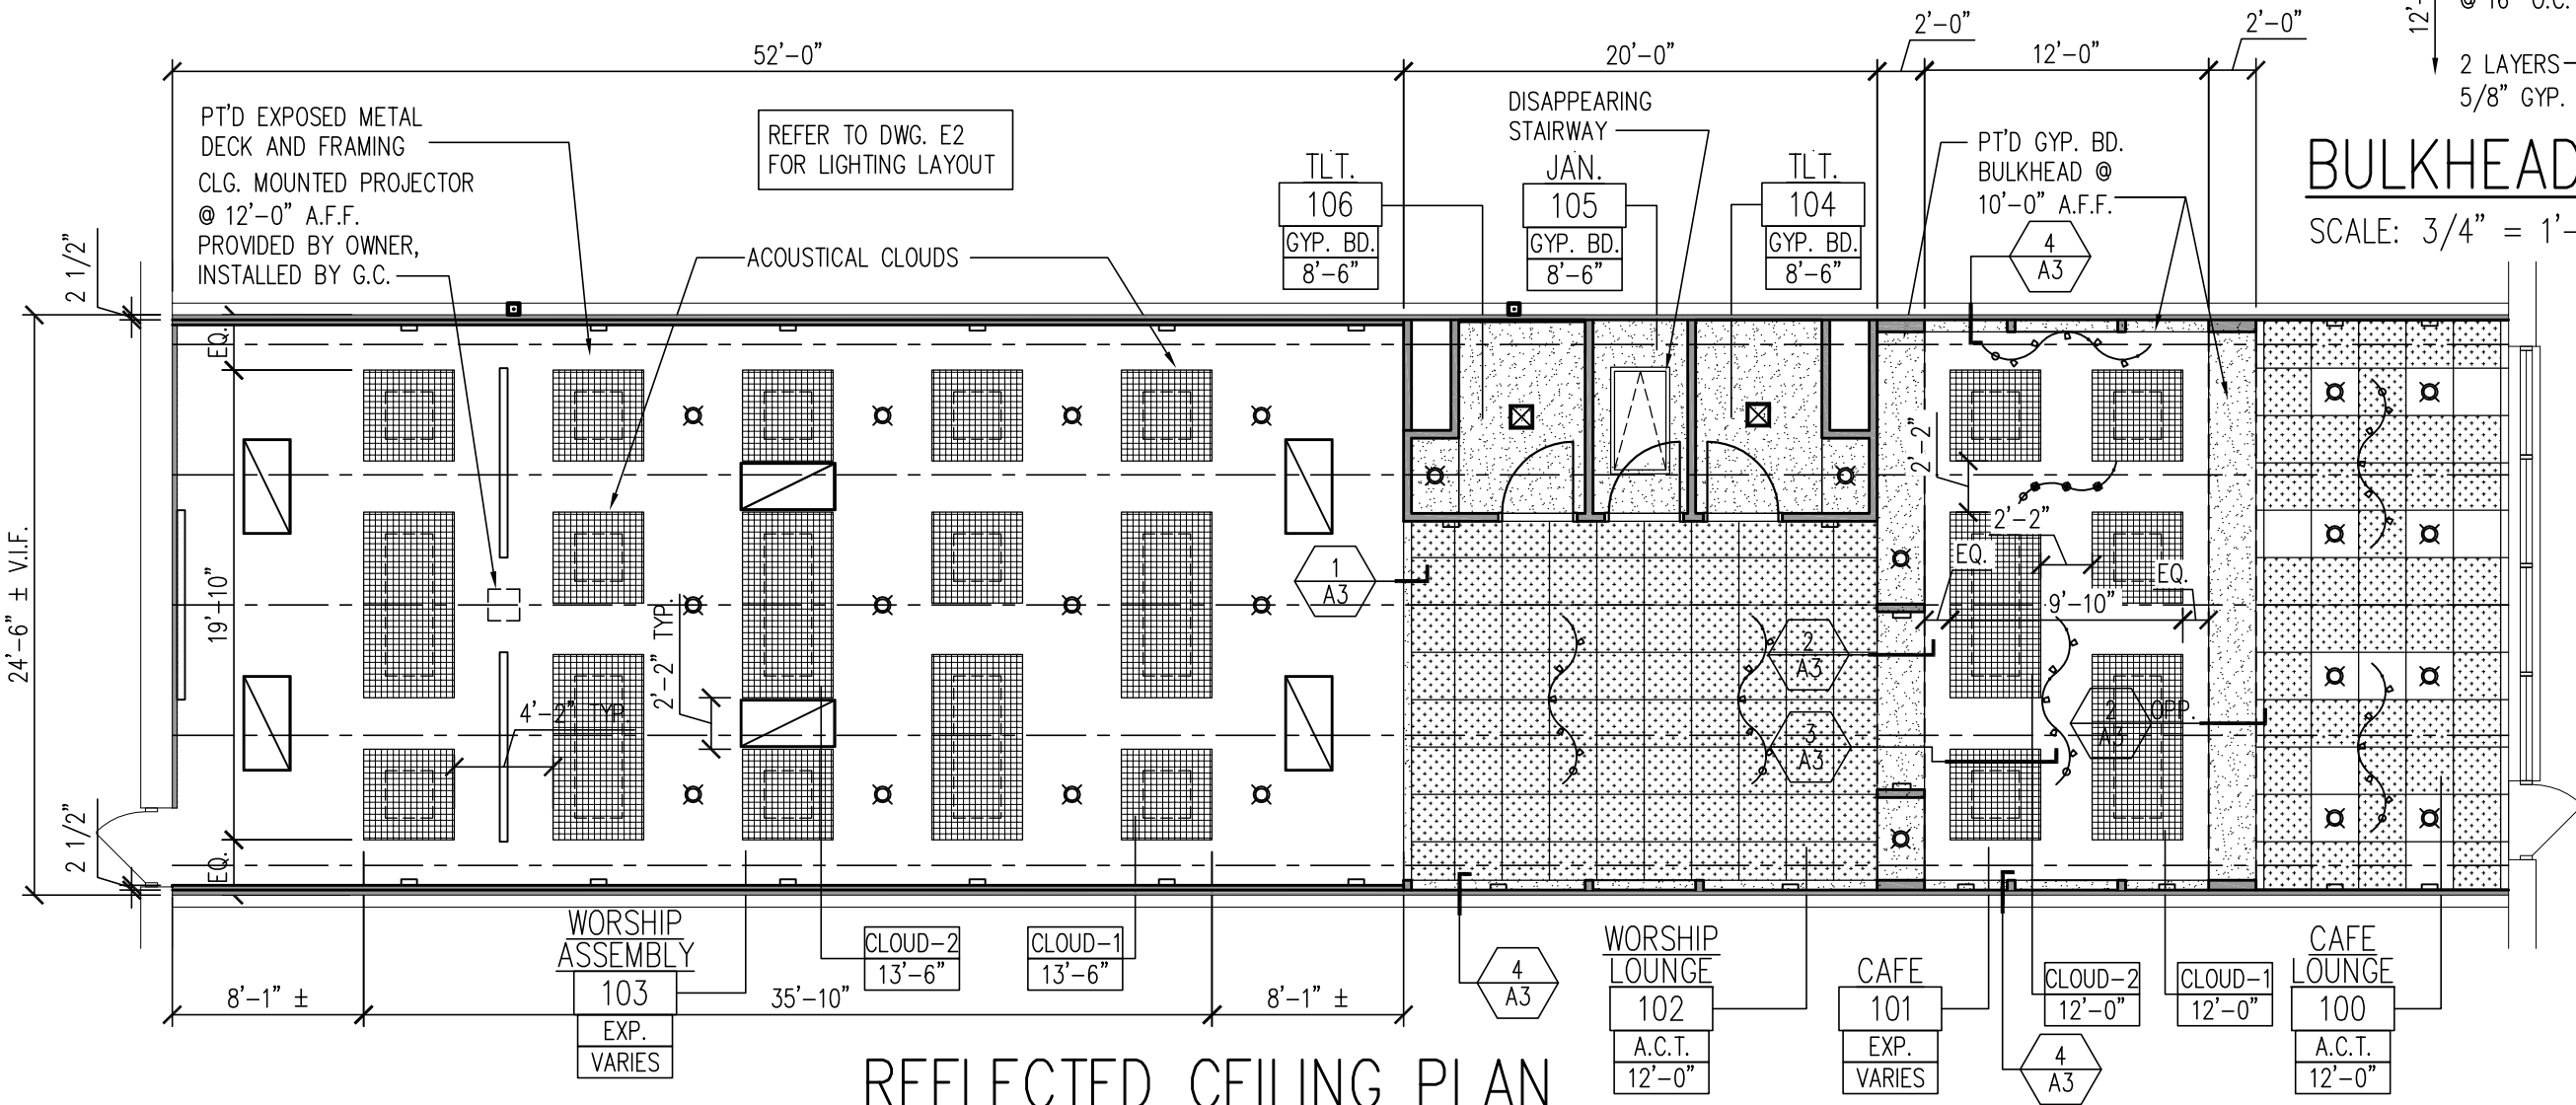 2'-0"
2'-0"
12'-
@ 16" O.C.
52'-0"
20'-0"
12'-0"
2 LAYERS
5/8" GYP.
PT'D EXPOSED METAL
DECK AND FRAMING
CLG. MOUNTED PROJECTOR
@ 12'-0" A.F.F.
PROVIDED BY OWNER,
INSTALLED BY G.C.
REFER TO DWG. E2
FOR LIGHTING LAYOUT
ACOUSTICAL CLOUDS
DISAPPEARING
STAIRWAY
TLT.
106
GYP. BD.
8'-6"
JAN.
105
GYP. BD.
8'-6"
TLT.
104
GYP. BD.
8'-6"
PT'D GYP. BD.
BULKHEAD @
10'-0" A.F.F.
4
A3
BULKHEAD
SCALE: 3/4" = 1'-
2 1/2"
EQ.
24'-6" ± V.I.F.
19'-10"
2'-2" TYP.
4'-2" TYP.
2 1/2"
EQ.
1
A3
2
A3
3
A3
2'-2"
2'-2"
EQ.
EQ.
9'-10"
2 OPP.
A3
8'-1" ±
35'-10"
8'-1" ±
WORSHIP
ASSEMBLY
103
EXP.
VARIES
CLOUD-2
13'-6"
CLOUD-1
13'-6"
4
A3
WORSHIP
LOUNGE
102
A.C.T.
12'-0"
CAFE
101
EXP.
VARIES
4
A3
CLOUD-2
12'-0"
CLOUD-1
12'-0"
CAFE
LOUNGE
100
A.C.T.
12'-0"
REFLECTED CEILING PLAN